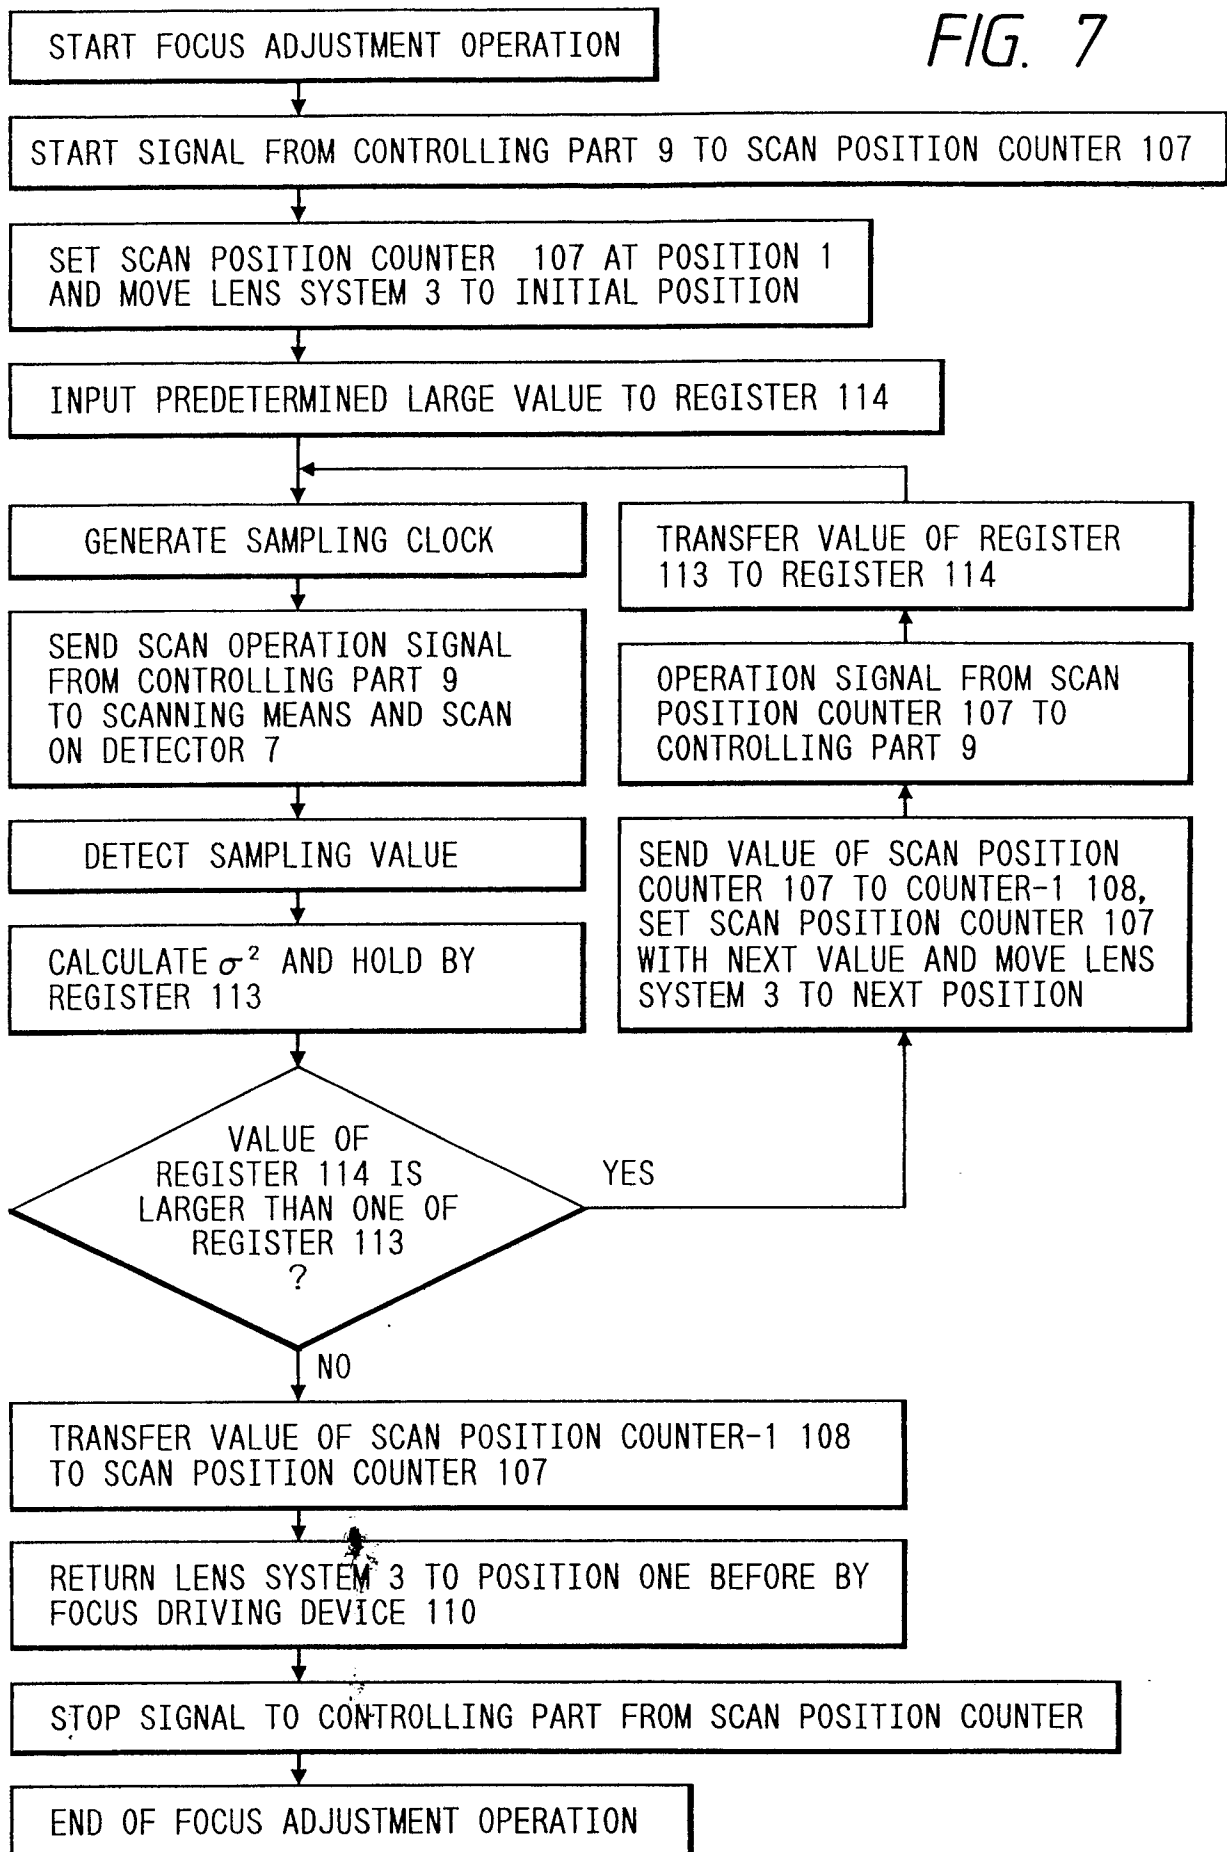 FIG. 7
START FOCUS ADJUSTMENT OPERATION
START SIGNAL FROM CONTROLLING PART 9 TO SCAN POSITION COUNTER 107
SET SCAN POSITION COUNTER 107 AT POSITION 1
AND MOVE LENS SYSTEM 3 TO INITIAL POSITION
INPUT PREDETERMINED LARGE VALUE TO REGISTER 114
GENERATE SAMPLING CLOCK
SEND SCAN OPERATION SIGNAL
FROM CONTROLLING PART 9
TO SCANNING MEANS AND SCAN
ON DETECTOR 7
DETECT SAMPLING VALUE
CALCULATE σ² AND HOLD BY
REGISTER 113
VALUE OF
REGISTER 114 IS
LARGER THAN ONE OF
REGISTER 113
?
YES
SEND VALUE OF SCAN POSITION
COUNTER 107 TO COUNTER-1 108,
SET SCAN POSITION COUNTER 107
WITH NEXT VALUE AND MOVE LENS
SYSTEM 3 TO NEXT POSITION
OPERATION SIGNAL FROM SCAN
POSITION COUNTER 107 TO
CONTROLLING PART 9
TRANSFER VALUE OF REGISTER
113 TO REGISTER 114
NO
TRANSFER VALUE OF SCAN POSITION COUNTER-1 108
TO SCAN POSITION COUNTER 107
RETURN LENS SYSTEM 3 TO POSITION ONE BEFORE BY
FOCUS DRIVING DEVICE 110
STOP SIGNAL TO CONTROLLING PART FROM SCAN POSITION COUNTER
END OF FOCUS ADJUSTMENT OPERATION